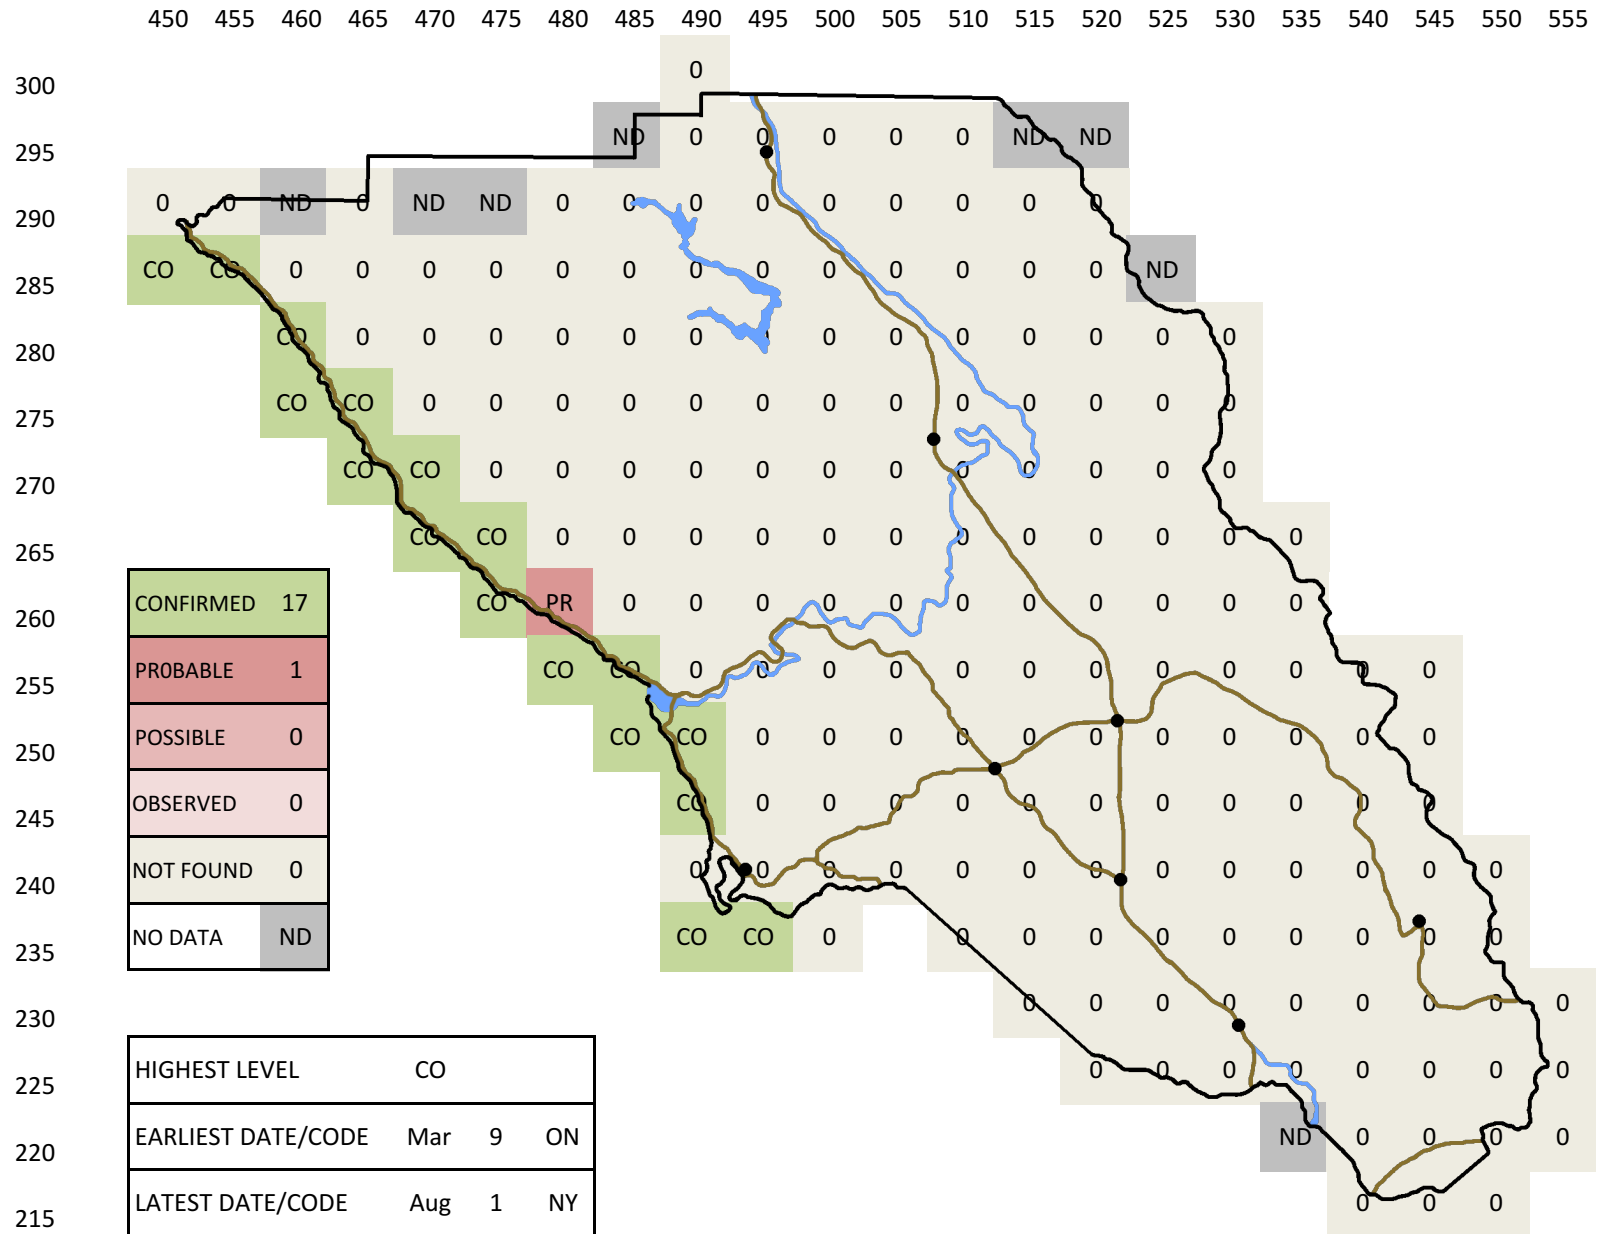 450 455 460 465 470 475 480 485 490 495 500 505 510 515 520 525 530 535 540 545 550 555
300 0
295 ND 0 0 0 0 0 ND ND
290 0 0 ND 0 ND ND 0 0 0 0 0 0 0 0 0
285 CO CO 0 0 0 0 0 0 0 0 0 0 0 0 0 ND
280 CO 0 0 0 0 0 0 0 0 0 0 0 0 0 0
275 CO CO 0 0 0 0 0 0 0 0 0 0 0 0 0
270 CO CO 0 0 0 0 0 0 0 0 0 0 0 0
265 CO CO 0 0 0 0 0 0 0 0 0 0 0 0
260 CO PR 0 0 0 0 0 0 0 0 0 0 0
255 CO CO 0 0 0 0 0 0 0 0 0 0 0 0
250 CO CO 0 0 0 0 0 0 0 0 0 0 0
245 CO 0 0 0 0 0 0 0 0 0 0 0
240 0 0 0 0 0 0 0 0 0 0 0 0 0
235 CO CO 0 0 0 0 0 0 0 0 0 0
230 0 0 0 0 0 0 0 0 0
225 0 0 0 0 0 0 0 0
220 ND 0 0 0 0
215 0 0 0
CONFIRMED 17
PR0BABLE 1
POSSIBLE 0
OBSERVED 0
NOT FOUND 0
NO DATA ND
HIGHEST LEVEL CO
EARLIEST DATE/CODE Mar 9 ON
LATEST DATE/CODE Aug 1 NY